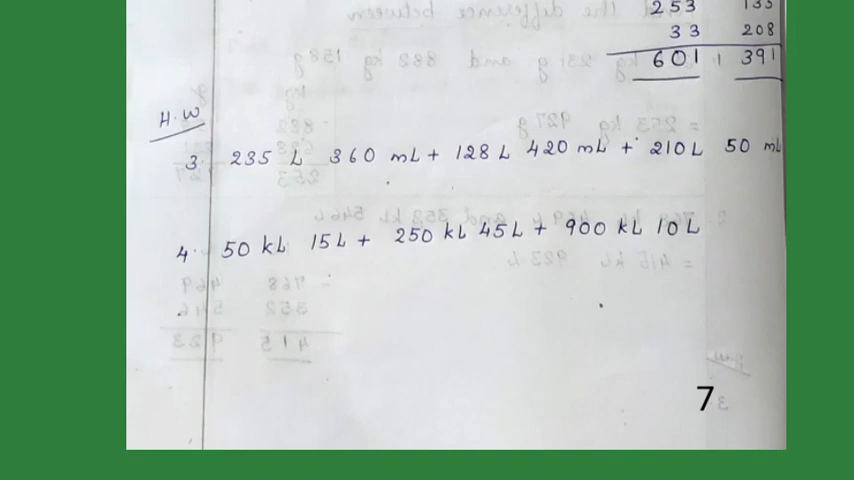 253 135
33 208
601 391
H.W
3. 235 L 360 mL + 128 L 420 mL + 210 L 50 mL
4. 50 kL 15 L + 250 kL 45 L + 900 kL 10 L
7